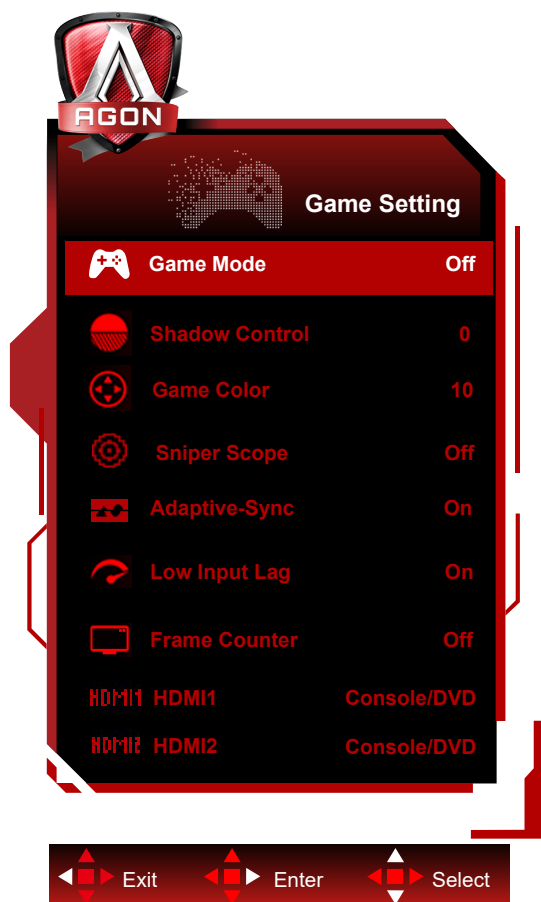 AGON
Game Setting
Game Mode Off
Shadow Control 0
Game Color 10
Sniper Scope Off
Adaptive-Sync On
Low Input Lag On
Frame Counter Off
HDMI1 HDMI1 Console/DVD
HDMI2 HDMI2 Console/DVD
Exit Enter Select